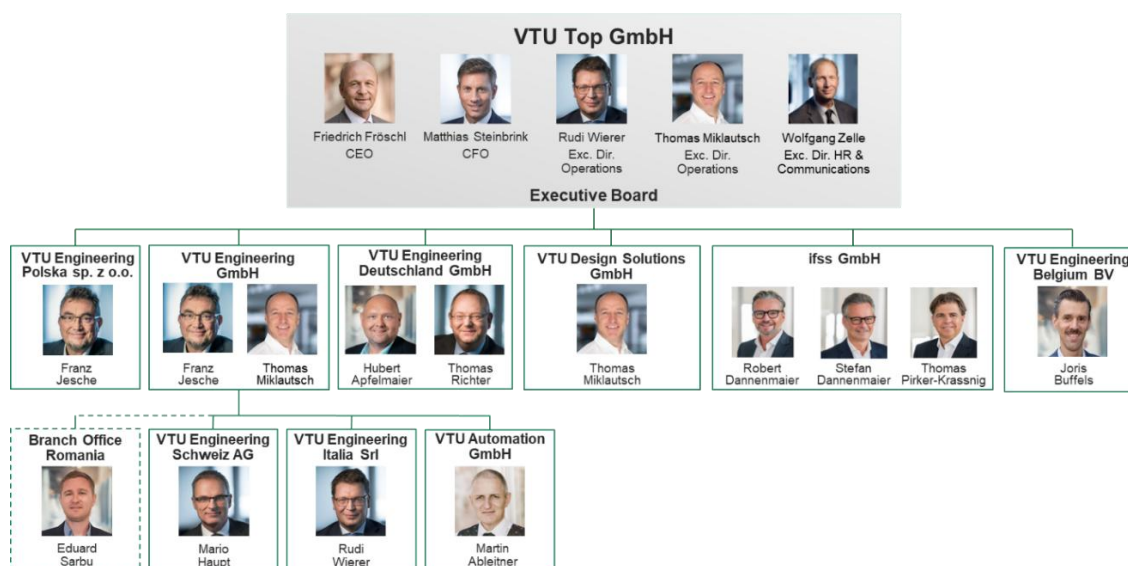 VTU Top GmbH
Friedrich Fröschl
CEO
Matthias Steinbrink
CFO
Rudi Wierer
Exc. Dir.
Operations
Thomas Miklautsch
Exc. Dir.
Operations
Wolfgang Zelle
Exc. Dir. HR &
Communications
Executive Board
VTU Engineering
Polska sp. z o.o.
Franz
Jesche
VTU Engineering
GmbH
Franz
Jesche
Thomas
Miklautsch
VTU Engineering
Deutschland GmbH
Hubert
Apfelmaier
Thomas
Richter
VTU Design Solutions
GmbH
Thomas
Miklautsch
ifss GmbH
Robert
Dannenmaier
Stefan
Dannenmaier
Thomas
Pirker-Krassnig
VTU Engineering
Belgium BV
Joris
Buffels
Branch Office
Romania
Eduard
Sarbu
VTU Engineering
Schweiz AG
Mario
Haupt
VTU Engineering
Italia Srl
Rudi
Wierer
VTU Automation
GmbH
Martin
Ableitner